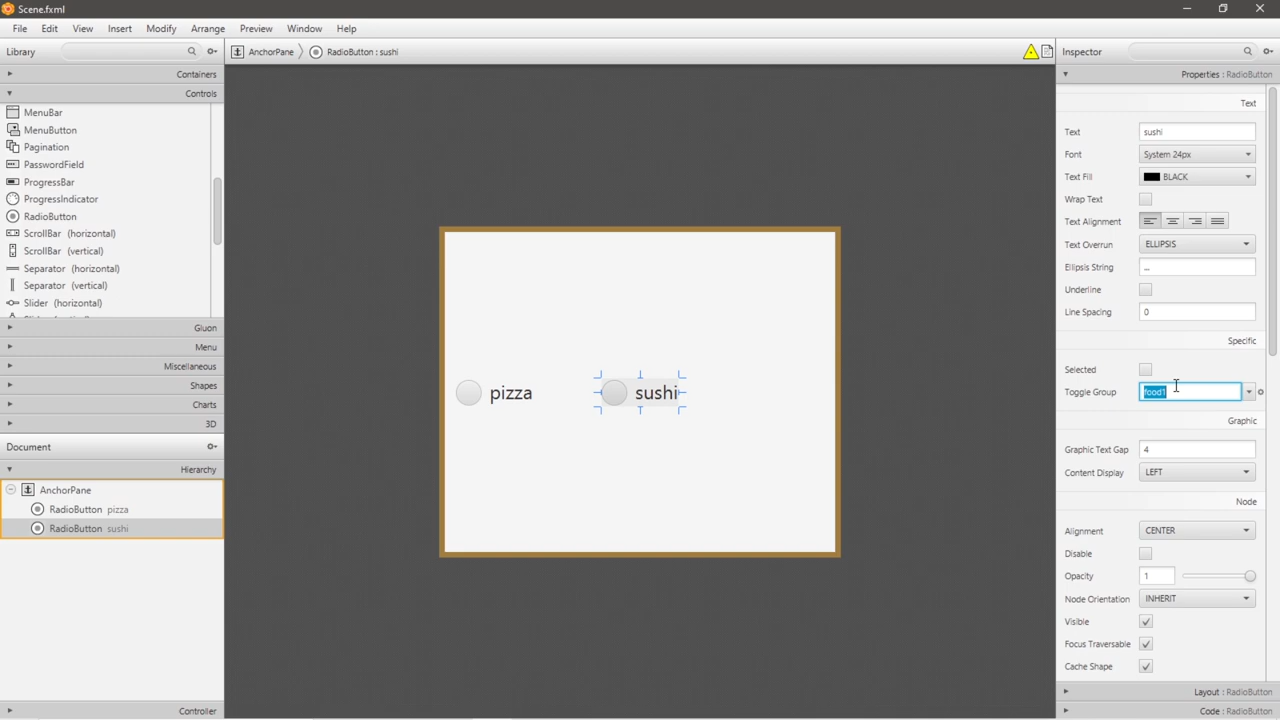 Scene.fxml
File Edit View Insert Modify Arrange Preview Window Help
Library
AnchorPane RadioButton : sushi
Inspector
Containers
Controls
MenuBar
MenuButton
Pagination
PasswordField
ProgressBar
ProgressIndicator
RadioButton
ScrollBar (horizontal)
ScrollBar (vertical)
Separator (horizontal)
Separator (vertical)
Slider (horizontal)
Gluon
Menu
Miscellaneous
Shapes
Charts
3D
Document
Hierarchy
AnchorPane
RadioButton pizza
RadioButton sushi
Controller
pizza sushi
Properties : RadioButton
Text
Text sushi
Font System 24px
Text Fill BLACK
Wrap Text
Text Alignment
Text Overrun ELLIPSIS
Ellipsis String ...
Underline
Line Spacing 0
Specific
Selected
Toggle Group food1
Graphic
Graphic Text Gap 4
Content Display LEFT
Node
Alignment CENTER
Disable
Opacity 1
Node Orientation INHERIT
Visible
Focus Traversable
Cache Shape
Layout : RadioButton
Code : RadioButton